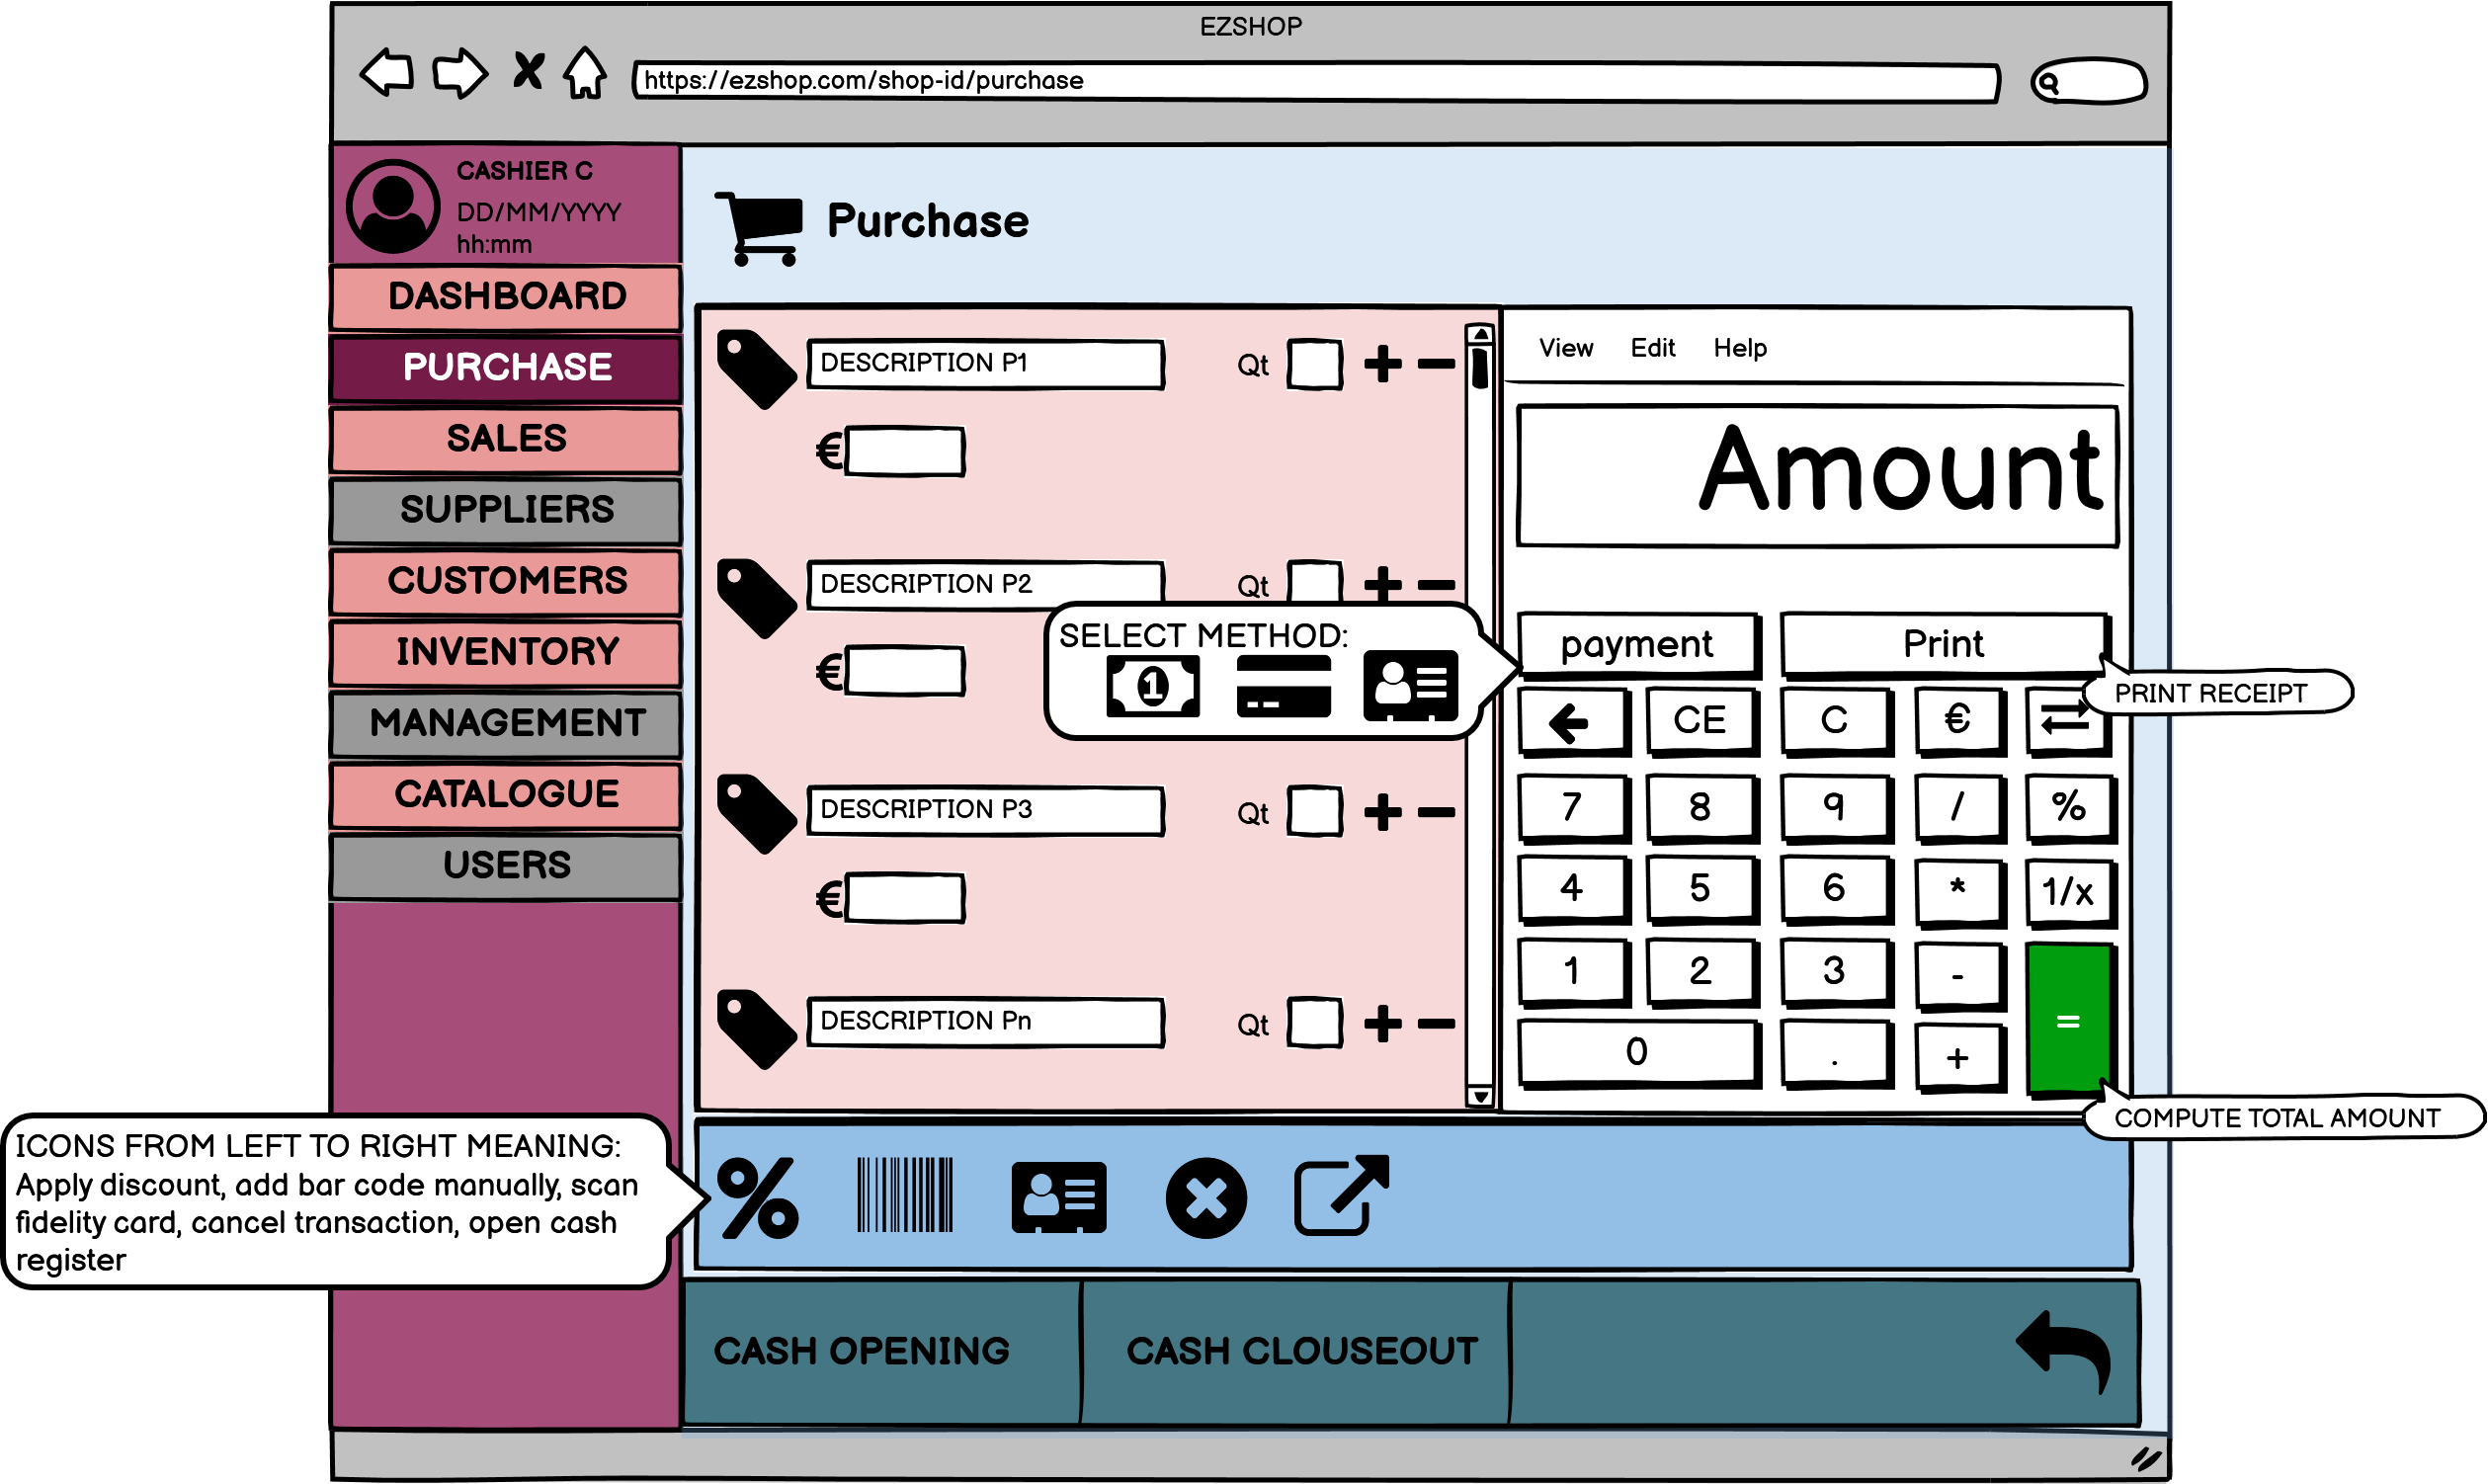 EZSHOP
https://ezshop.com/shop-id/purchase
CASHIER C
DD/MM/YYYY
hh:mm
DASHBOARD
PURCHASE
SALES
SUPPLIERS
CUSTOMERS
INVENTORY
MANAGEMENT
CATALOGUE
USERS
Purchase
DESCRIPTION P1
Qt
€
DESCRIPTION P2
Qt
€
DESCRIPTION P3
Qt
€
DESCRIPTION Pn
Qt
SELECT METHOD:
1
View Edit Help
Amount
payment Print
PRINT RECEIPT
CE C €
7 8 9 / %
4 5 6 * 1/x
1 2 3 -
=
0 . +
COMPUTE TOTAL AMOUNT
ICONS FROM LEFT TO RIGHT MEANING:
Apply discount, add bar code manually, scan
fidelity card, cancel transaction, open cash
register
%
CASH OPENING
CASH CLOUSEOUT